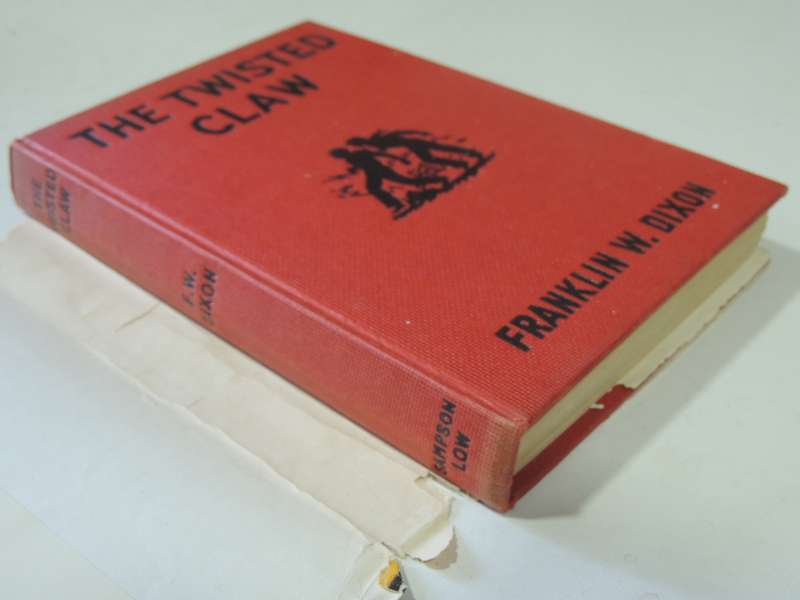 THE TWISTED
CLAW
FRANKLIN W. DIXON
THE
TWISTED
CLAW
F.W.
DIXON
SAMPSON
LOW